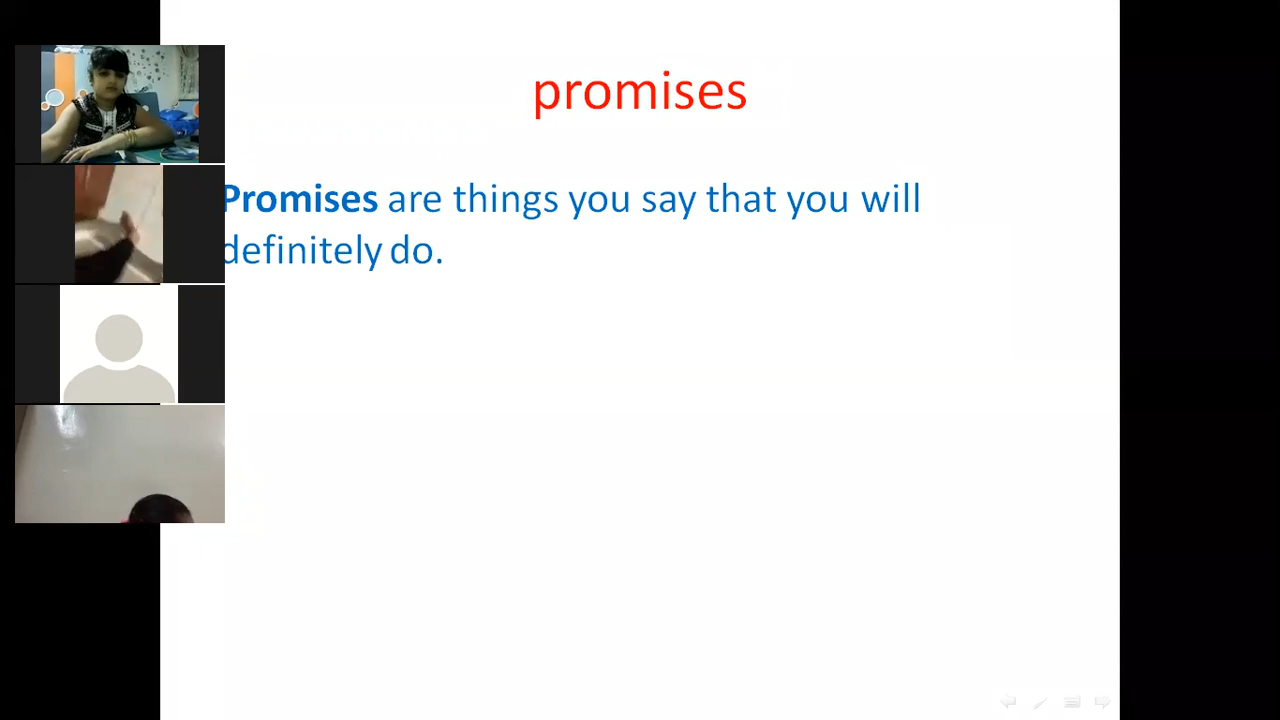 promises
Promises are things you say that you will
definitely do.